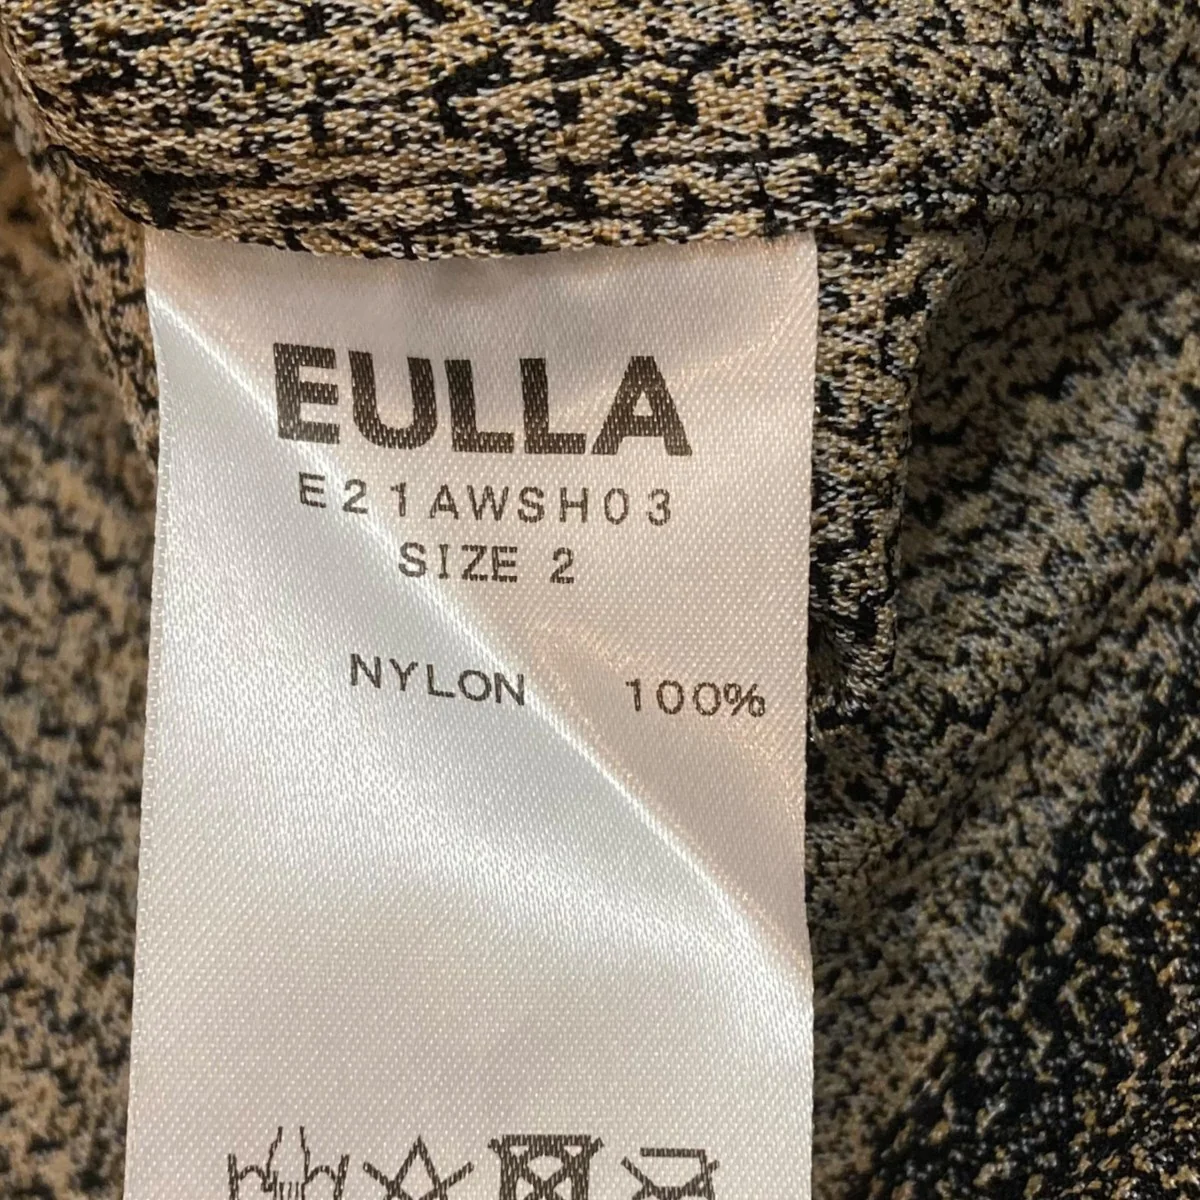 EULLA
E21AWSH03
SIZE 2
NYLON 100%